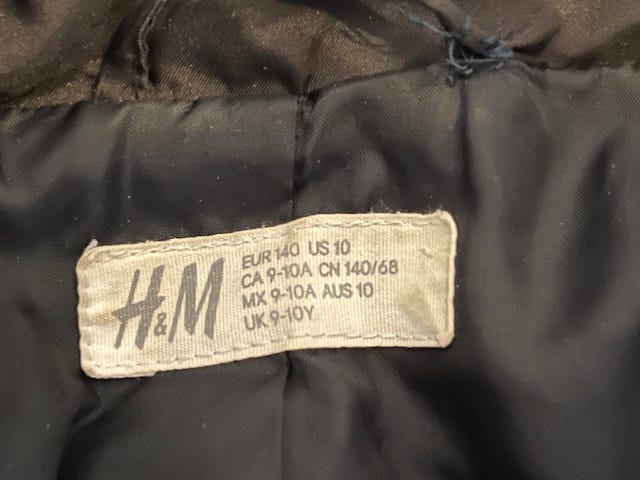 H&M
EUR 140 US 10
CA 9-10A CN 140/68
MX 9-10A AUS 10
UK 9-10Y